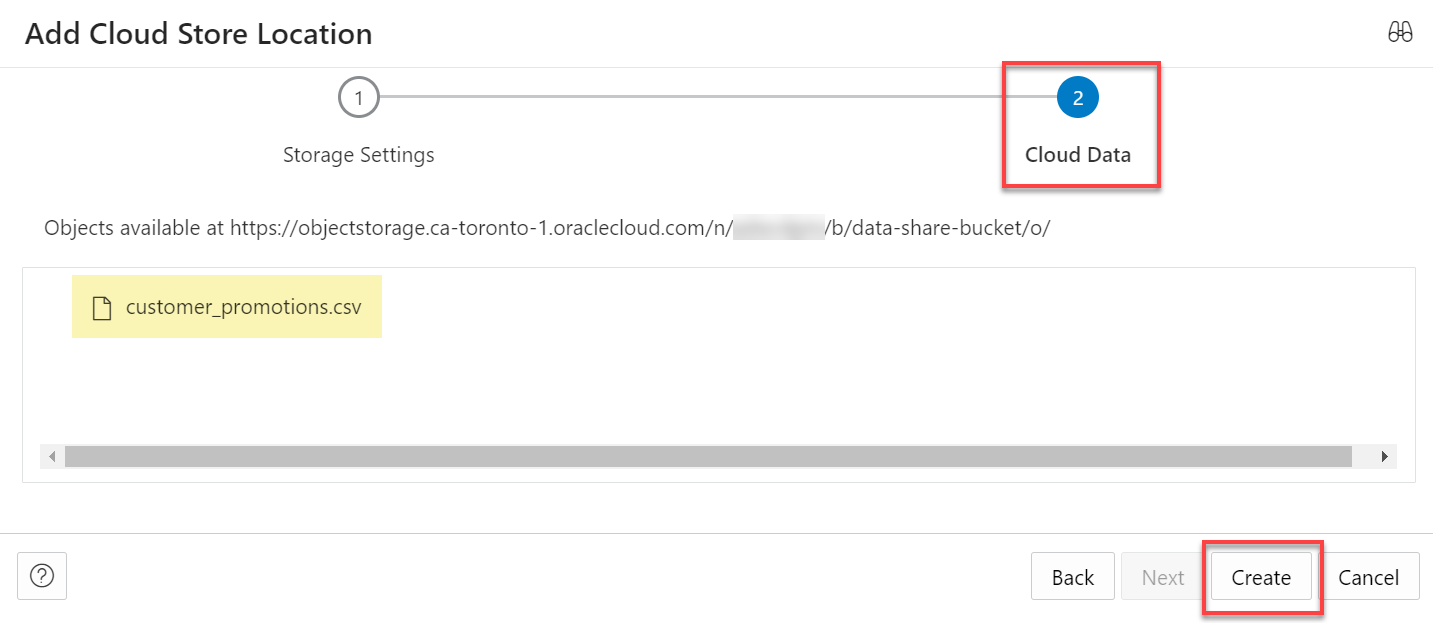 Add Cloud Store Location
1
2
Storage Settings
Cloud Data
Objects available at https://objectstorage.ca-toronto-1.oraclecloud.com/n/ /b/data-share-bucket/o/
customer_promotions.csv
?
Back
Next
Create
Cancel